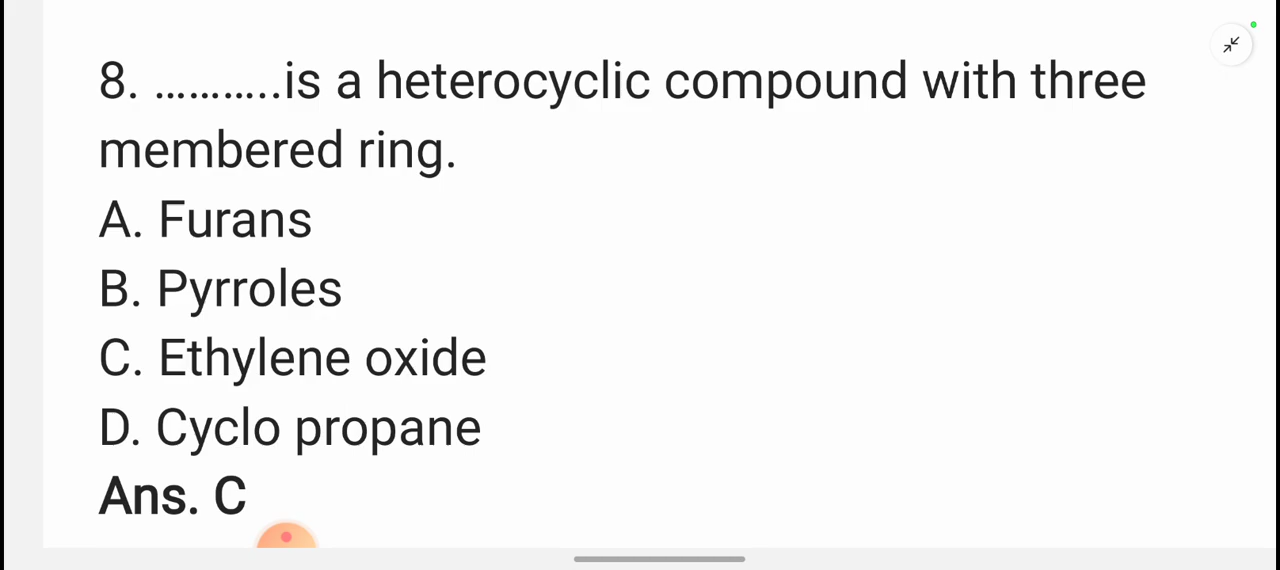 8. ………..is a heterocyclic compound with three
membered ring.
A. Furans
B. Pyrroles
C. Ethylene oxide
D. Cyclo propane
Ans. C